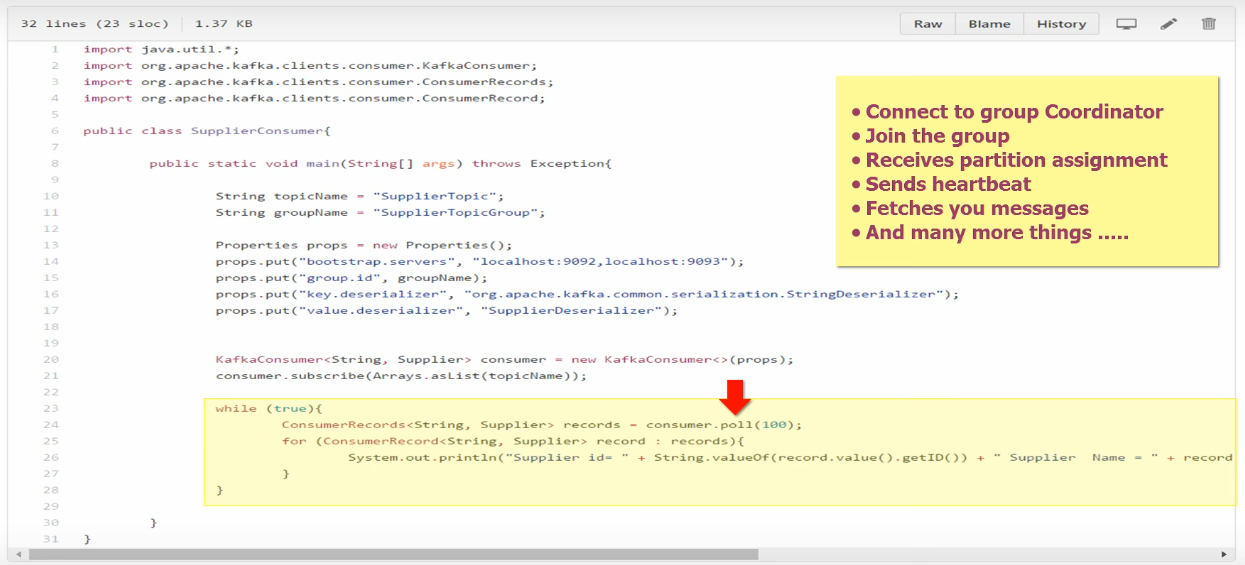 32 lines (23 sloc) 1.37 KB Raw Blame History
1 import java.util.*;
2 import org.apache.kafka.clients.consumer.KafkaConsumer;
3 import org.apache.kafka.clients.consumer.ConsumerRecords;
4 import org.apache.kafka.clients.consumer.ConsumerRecord;
5
6 public class SupplierConsumer{
7
8 public static void main(String[] args) throws Exception{
9
10 String topicName = "SupplierTopic";
11 String groupName = "SupplierTopicGroup";
12
13 Properties props = new Properties();
14 props.put("bootstrap.servers", "localhost:9092,localhost:9093");
15 props.put("group.id", groupName);
16 props.put("key.deserializer", "org.apache.kafka.common.serialization.StringDeserializer");
17 props.put("value.deserializer", "SupplierDeserializer");
18
19
20 KafkaConsumer<String, Supplier> consumer = new KafkaConsumer<>(props);
21 consumer.subscribe(Arrays.asList(topicName));
22
23 while (true){
24 ConsumerRecords<String, Supplier> records = consumer.poll(100);
25 for (ConsumerRecord<String, Supplier> record : records){
26 System.out.println("Supplier id= " + String.valueOf(record.value().getID()) + " Supplier  Name = " + record
27 }
28 }
29
30 }
31 }
• Connect to group Coordinator
• Join the group
• Receives partition assignment
• Sends heartbeat
• Fetches you messages
• And many more things .....